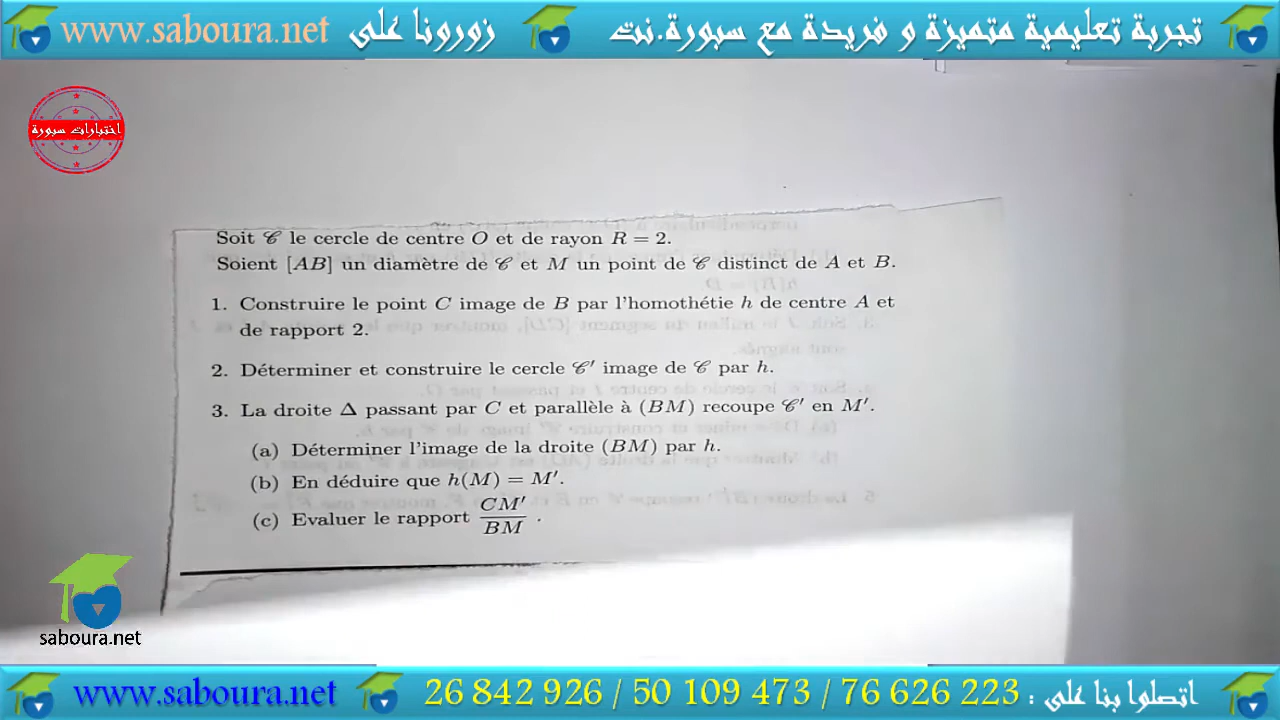 www.saboura.net زورونا على تجربة تعليمية متميزة و فريدة مع سبورة.نت
اختبارات سبورة
Soit 𝒞 le cercle de centre O et de rayon R = 2.
Soient [AB] un diamètre de 𝒞 et M un point de 𝒞 distinct de A et B.
1. Construire le point C image de B par l'homothétie h de centre A et
de rapport 2.
2. Déterminer et construire le cercle 𝒞′ image de 𝒞 par h.
3. La droite Δ passant par C et parallèle à (BM) recoupe 𝒞′ en M′.
(a) Déterminer l'image de la droite (BM) par h.
(b) En déduire que h(M) = M′.
(c) Evaluer le rapport CM′/BM .
saboura.net
www.saboura.net 26 842 926 / 50 109 473 / 76 626 223 : اتصلوا بنا على